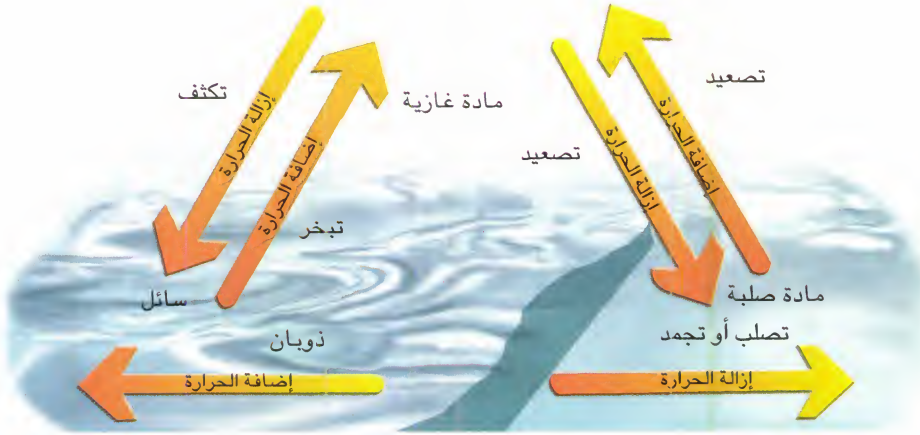 تصعيد
إضافة الحرارة
إزالة الحرارة
تصعيد
مادة غازية
تكثف
إزالة الحرارة
إضافة الحرارة
تبخر
مادة صلبة
سائل
تصلب أو تجمد
ذوبان
إزالة الحرارة
إضافة الحرارة